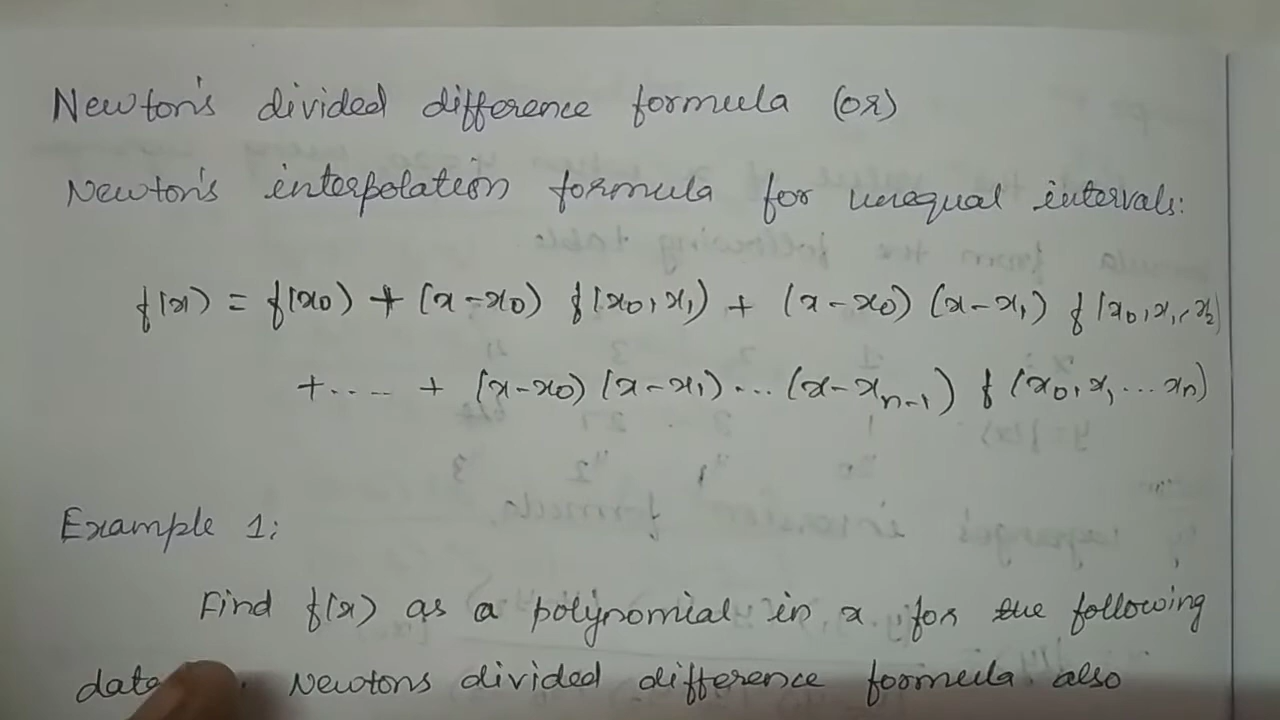 Newton's divided difference formula (or)
Newton's interpolation formula for unequal intervals:
f(x) = f(x0) + (x-x0) f(x0,x1) + (x-x0) (x-x1) f(x0,x1,x2)
+..... + (x-x0) (x-x1)... (x-xn-1) f(x0,x1...xn)
Example 1:
Find f(x) as a polynomial in x for the following
data Newtons divided difference formula also